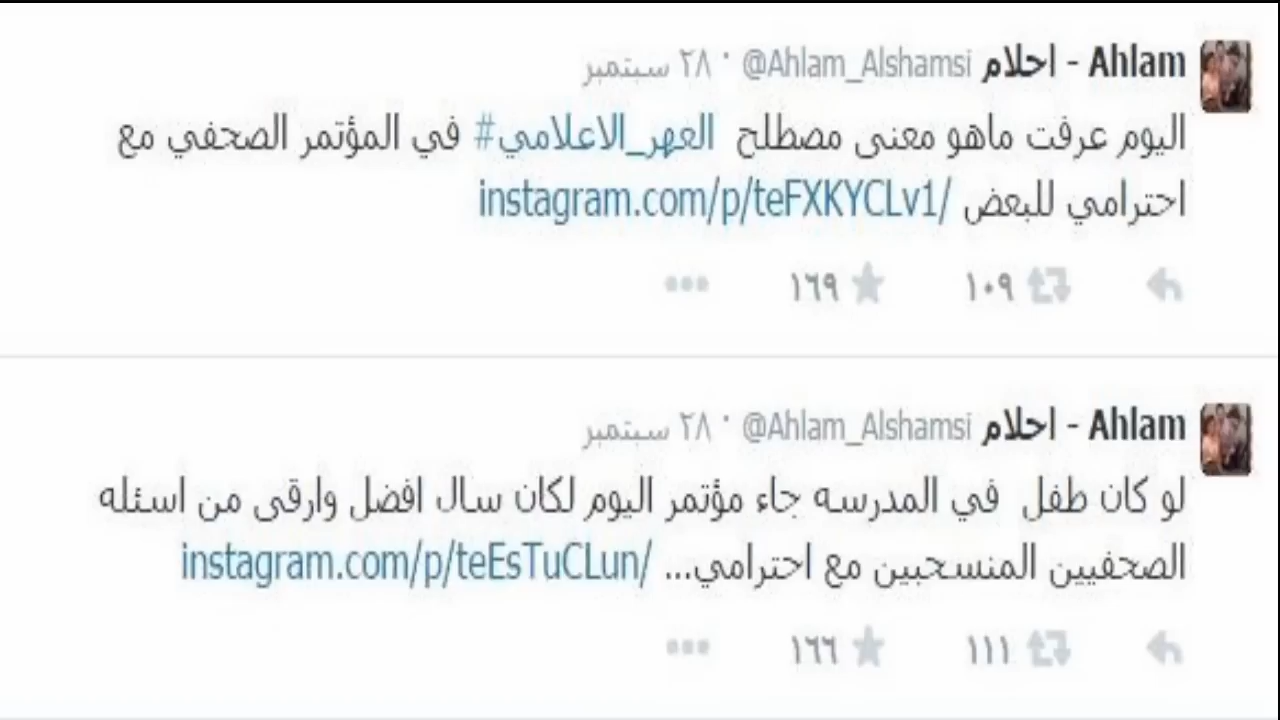 Ahlam - احلام @Ahlam_Alshamsi · ٢٨ سبتمبر
اليوم عرفت ماهو معنى مصطلح العهر_الاعلامي# في المؤتمر الصحفي مع
احترامي للبعض instagram.com/p/teFXKYCLv1/
١٠٩ ١٦٩
Ahlam - احلام @Ahlam_Alshamsi · ٢٨ سبتمبر
لو كان طفل في المدرسه جاء مؤتمر اليوم لكان سال افضل وارقى من اسئله
الصحفيين المنسحبين مع احترامي... instagram.com/p/teEsTuCLun/
١١١ ١٦٦